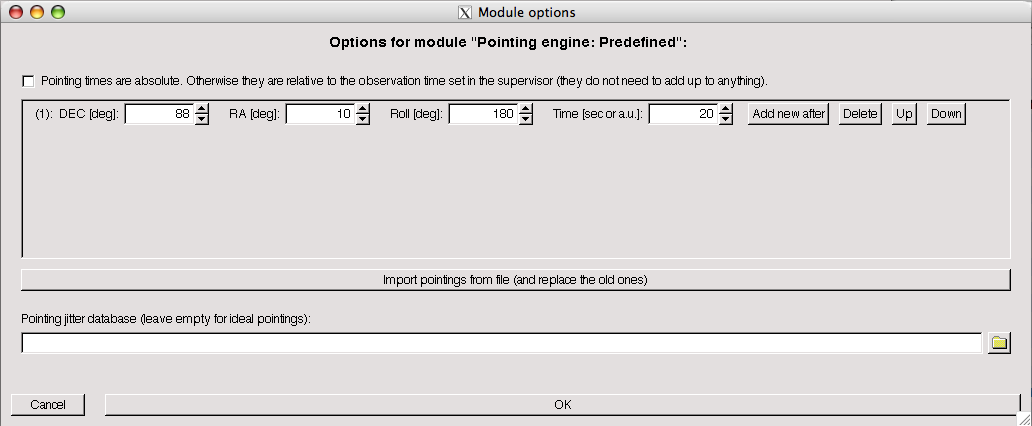 Module options
Options for module "Pointing engine: Predefined":
Pointing times are absolute. Otherwise they are relative to the observation time set in the supervisor (they do not need to add up to anything).
(1): DEC [deg]: 88 RA [deg]: 10 Roll [deg]: 180 Time [sec or a.u.]: 20 Add new after Delete Up Down
Import pointings from file (and replace the old ones)
Pointing jitter database (leave empty for ideal pointings):
Cancel OK